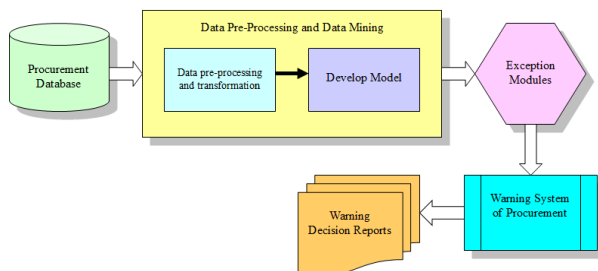 Data Pre-Processing and Data Mining
Procurement
Database
Data pre-processing
and transformation
Develop Model
Exception
Modules
Warning System
of Procurement
Warning
Decision Reports